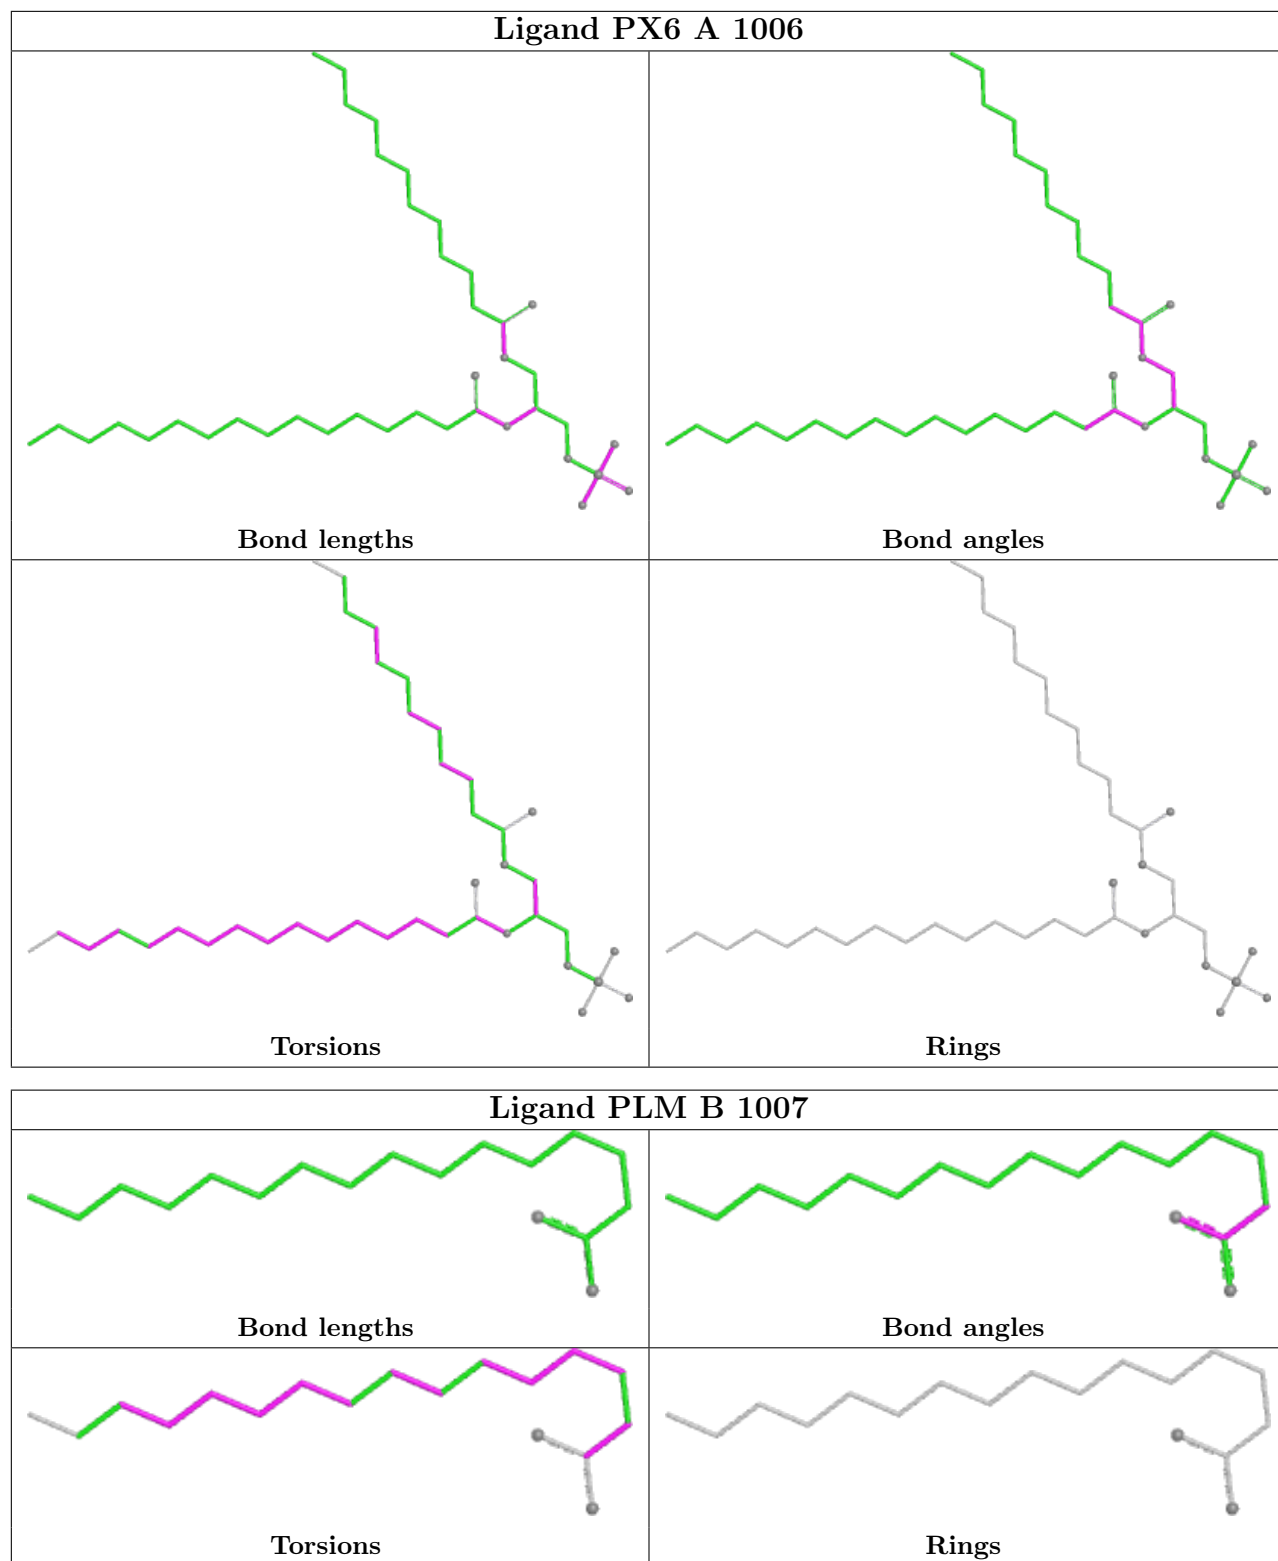 Ligand PX6 A 1006
Bond lengths
Bond angles
Torsions
Rings
Ligand PLM B 1007
Bond lengths
Bond angles
Torsions
Rings